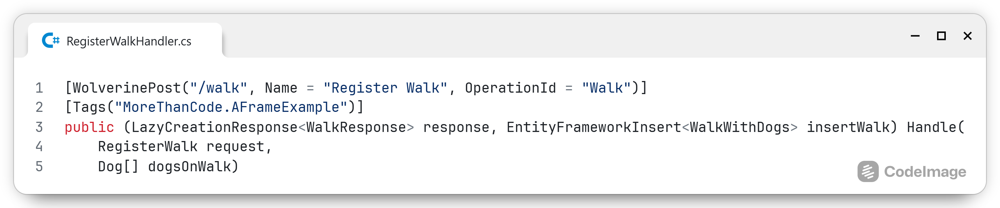 RegisterWalkHandler.cs
1 [WolverinePost("/walk", Name = "Register Walk", OperationId = "Walk")]
2 [Tags("MoreThanCode.AFrameExample")]
3 public (LazyCreationResponse<WalkResponse> response, EntityFrameworkInsert<WalkWithDogs> insertWalk) Handle(
4     RegisterWalk request,
5     Dog[] dogsOnWalk)
CodeImage